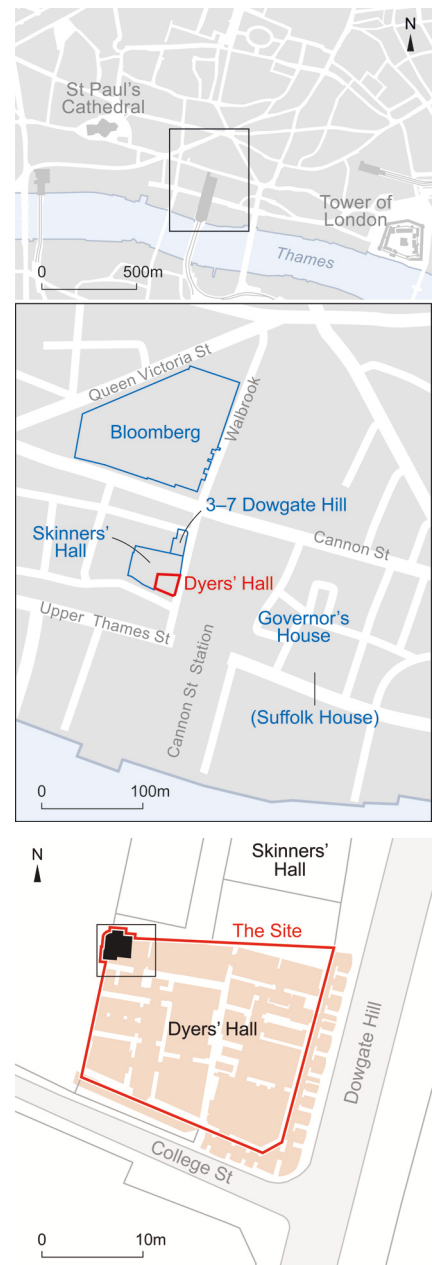 N
St Paul's
Cathedral
Tower of
London
Thames
0 500m
Queen Victoria St
Walbrook
Bloomberg
3–7 Dowgate Hill
Skinners'
Hall
Cannon St
Dyers' Hall
Governor's
House
Upper Thames St
Cannon St Station
(Suffolk House)
0 100m
N
Skinners'
Hall
The Site
Dyers' Hall
Dowgate Hill
College St
0 10m